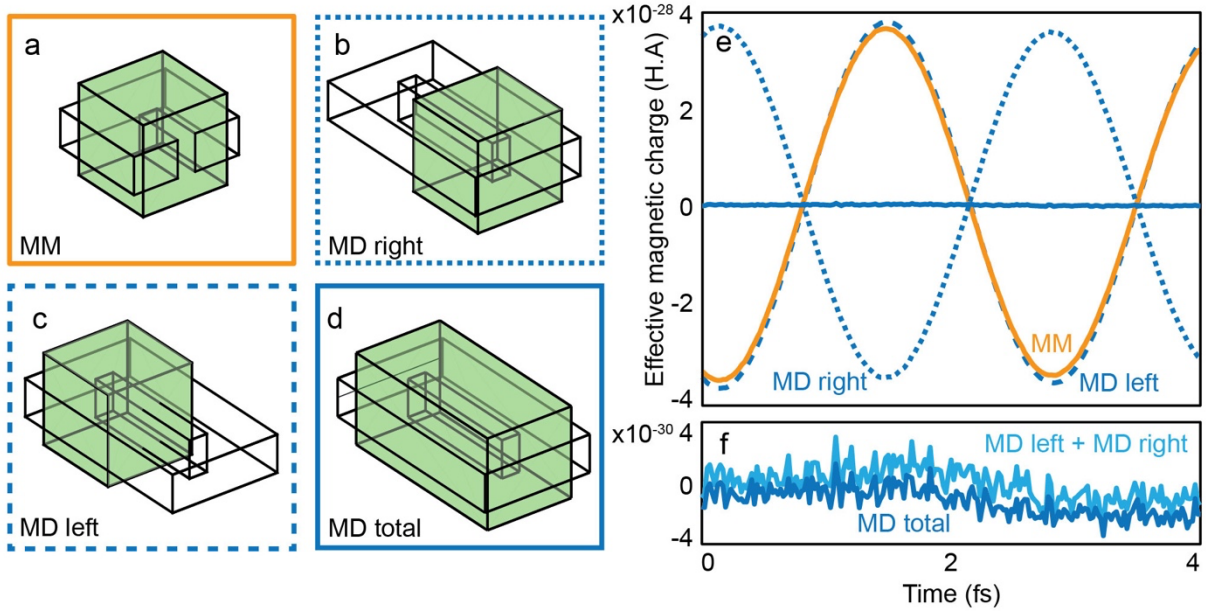 a
MM
b
MD right
c
MD left
d
MD total
x10-28
Effective magnetic charge (H.A)
4
2
0
-2
-4
e
MM
MD right
MD left
x10-30
4
0
-4
f
MD left + MD right
MD total
0
2
4
Time (fs)